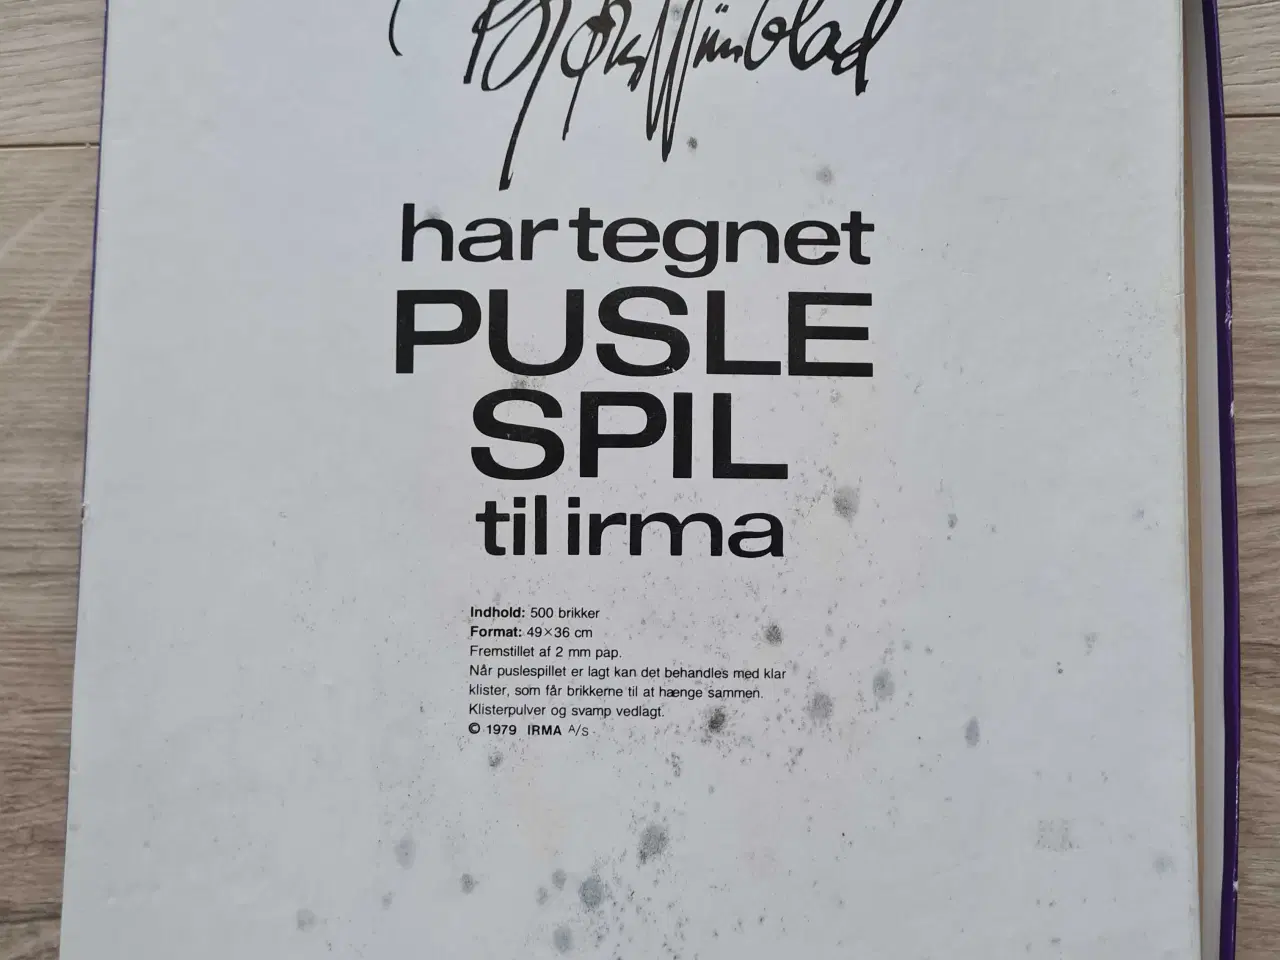 Bjørn Wiinblad
har tegnet
PUSLE
SPIL
til irma
Indhold: 500 brikker
Format: 49×36 cm
Fremstillet af 2 mm pap.
Når puslespillet er lagt kan det behandles med klar
klister, som får brikkerne til at hænge sammen.
Klisterpulver og svamp vedlagt.
© 1979 IRMA A/S